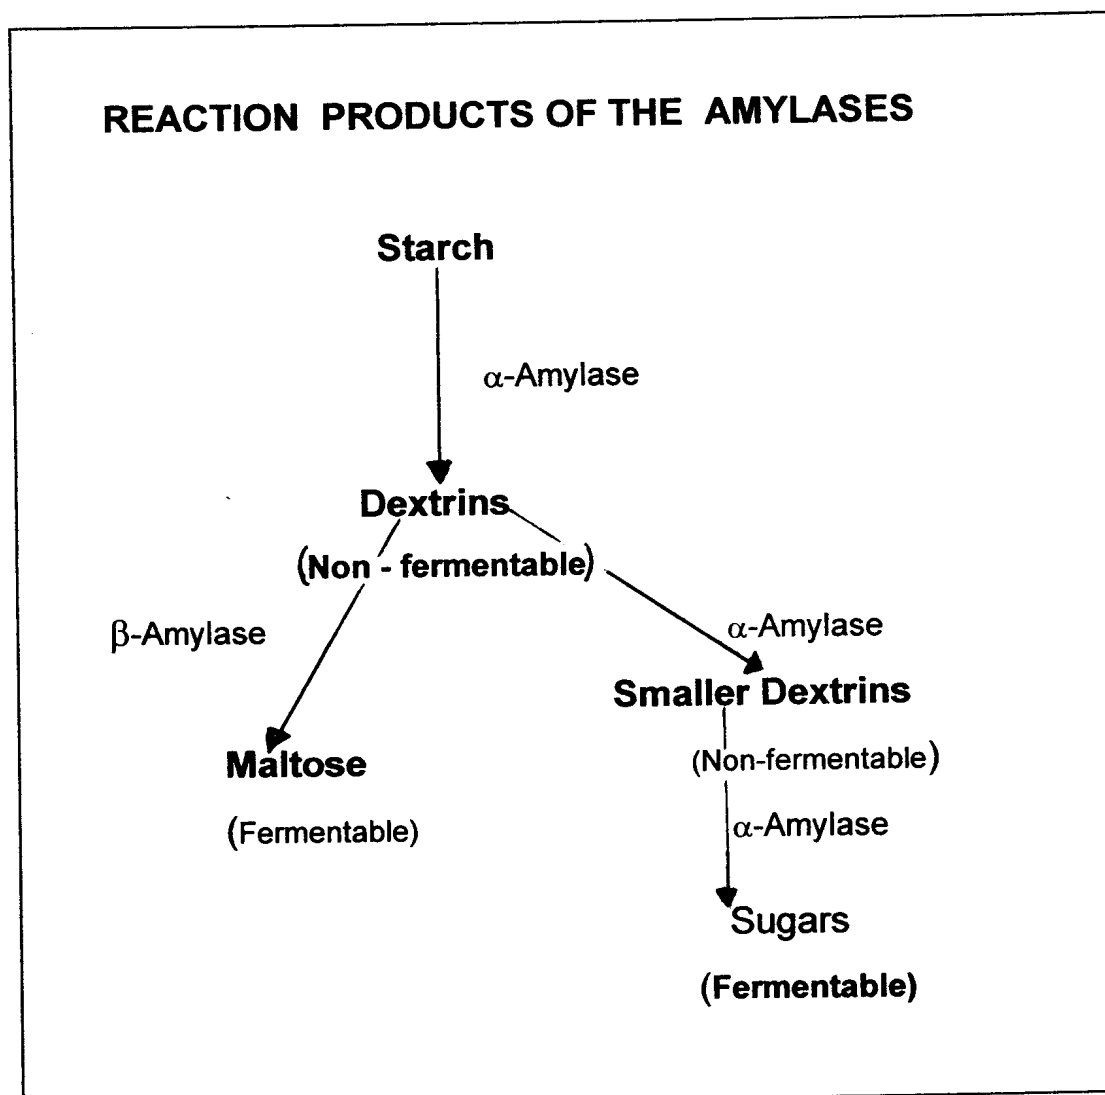 REACTION PRODUCTS OF THE AMYLASES
Starch
α-Amylase
Dextrins
(Non - fermentable)
β-Amylase
α-Amylase
Smaller Dextrins
Maltose
(Non-fermentable)
(Fermentable)
α-Amylase
Sugars
(Fermentable)